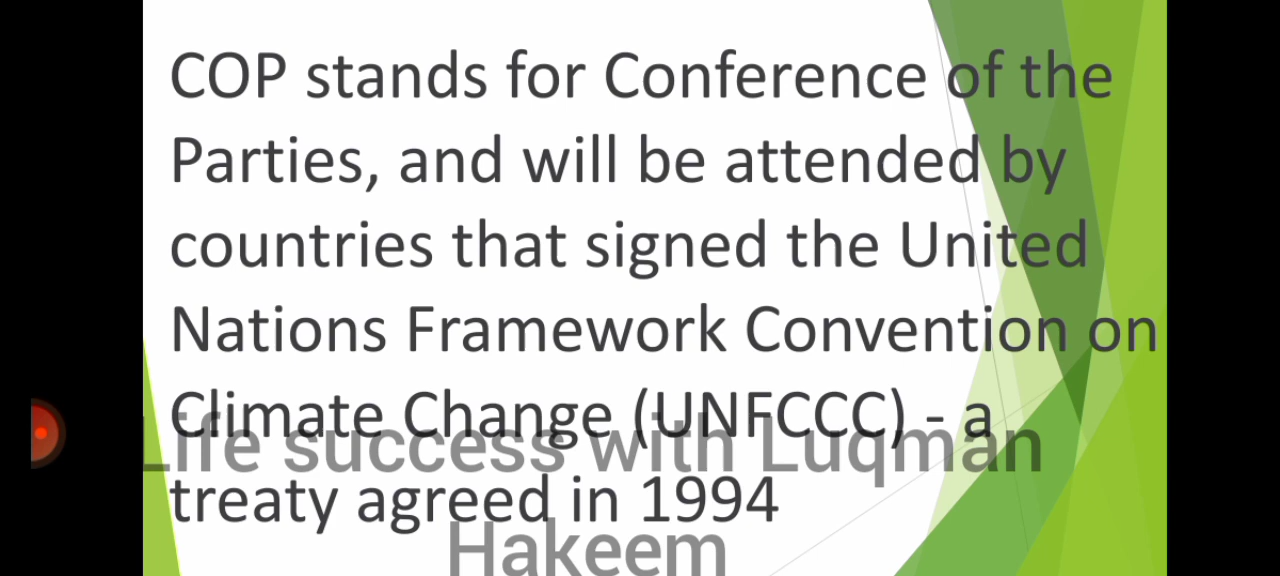 COP stands for Conference of the
Parties, and will be attended by
countries that signed the United
Nations Framework Convention on
Climate Change (UNFCCC) - a
Life success with Luqman
treaty agreed in 1994
Hakeem